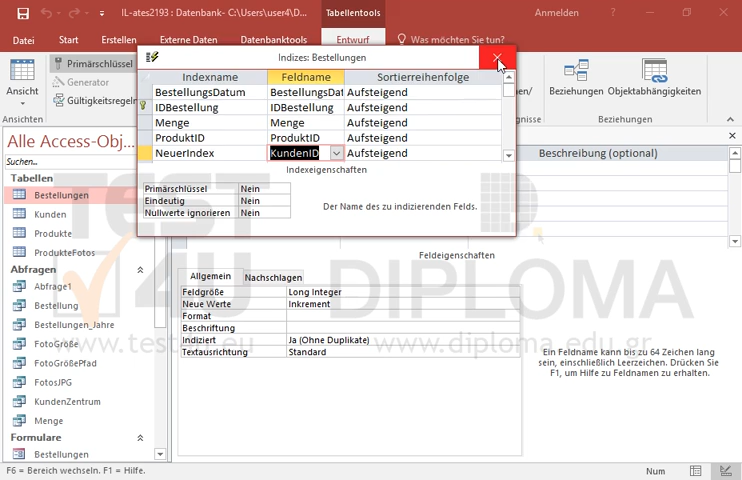 IL-ates2193 : Datenbank- C:\Users\user4\D...
Tabellentools
Anmelden
Datei
Start
Erstellen
Externe Daten
Datenbanktools
Entwurf
Was möchten Sie tun?
Ansicht
Ansichten
Primärschlüssel
Generator
Gültigkeitsregeln
Beziehungen
Objektabhängigkeiten
Beziehungen
Indizes: Bestellungen
Indexname
Feldname
Sortierreihenfolge
BestellungsDatum
BestellungsDat
Aufsteigend
IDBestellung
IDBestellung
Aufsteigend
Menge
Menge
Aufsteigend
ProduktID
ProduktID
Aufsteigend
NeuerIndex
KundenID
Aufsteigend
Indexeigenschaften
Primärschlüssel
Nein
Eindeutig
Nein
Nullwerte ignorieren
Nein
Der Name des zu indizierenden Felds.
Beschreibung (optional)
Alle Access-Obj...
Suchen...
Tabellen
Bestellungen
Kunden
Produkte
ProdukteFotos
Abfragen
Abfrage1
Bestellung
Bestellungen_Jahre
FotoGröße
FotoGrößePfad
FotosJPG
KundenZentrum
Menge
Formulare
Bestellungen
Feldeigenschaften
Allgemein
Nachschlagen
Feldgröße
Long Integer
Neue Werte
Inkrement
Format
Beschriftung
Indiziert
Ja (Ohne Duplikate)
Textausrichtung
Standard
Ein Feldname kann bis zu 64 Zeichen lang
sein, einschließlich Leerzeichen. Drücken Sie
F1, um Hilfe zu Feldnamen zu erhalten.
F6 = Bereich wechseln. F1 = Hilfe.
Num
TEST
4U
DIPLOMA
www.diploma.edu.gr